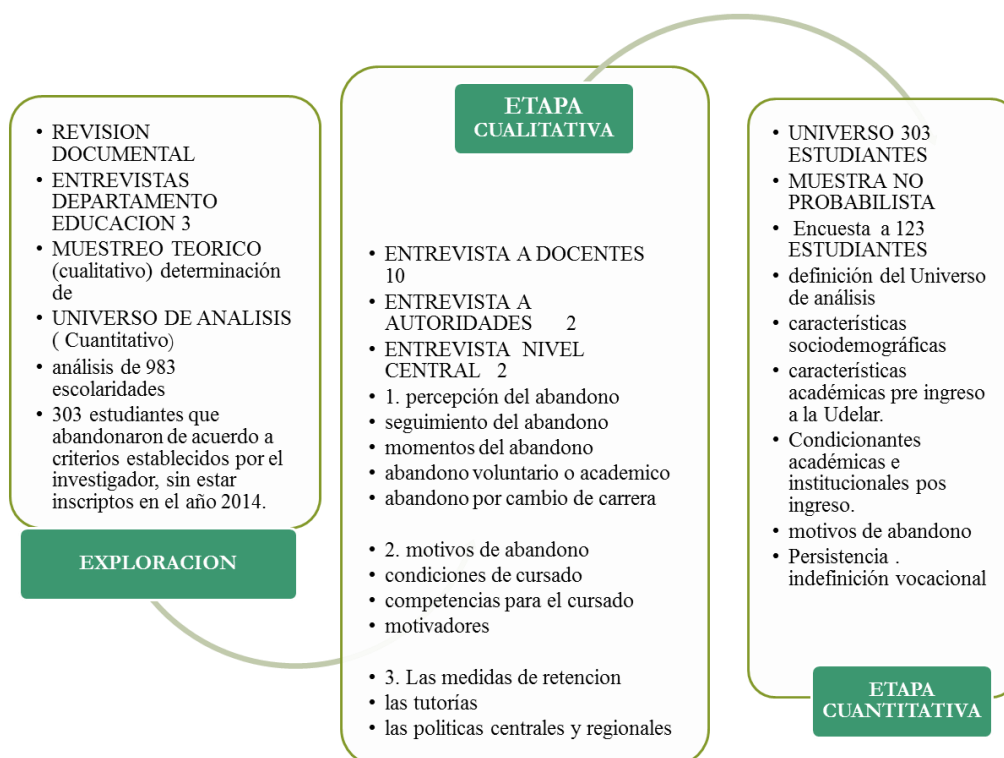 • REVISION
DOCUMENTAL
• ENTREVISTAS
DEPARTAMENTO
EDUCACION 3
• MUESTREO TEORICO
(cualitativo) determinación
de
• UNIVERSO DE ANALISIS
( Cuantitativo)
• análisis de 983
escolaridades
• 303 estudiantes que
abandonaron de acuerdo a
criterios establecidos por el
investigador, sin estar
inscriptos en el año 2014.
EXPLORACION
ETAPA
CUALITATIVA
• ENTREVISTA A DOCENTES
10
• ENTREVISTA A
AUTORIDADES 2
• ENTREVISTA NIVEL
CENTRAL 2
• 1. percepción del abandono
• seguimiento del abandono
• momentos del abandono
• abandono voluntario o academico
• abandono por cambio de carrera
• 2. motivos de abandono
• condiciones de cursado
• competencias para el cursado
• motivadores
• 3. Las medidas de retencion
• las tutorías
• las politicas centrales y regionales
• UNIVERSO 303
ESTUDIANTES
• MUESTRA NO
PROBABILISTA
• Encuesta a 123
ESTUDIANTES
• definición del Universo
de análisis
• características
sociodemográficas
• características
académicas pre ingreso
a la Udelar.
• Condicionantes
académicas e
institucionales pos
ingreso.
• motivos de abandono
• Persistencia .
indefinición vocacional
ETAPA
CUANTITATIVA